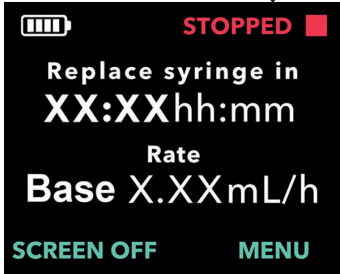 STOPPED
Replace syringe in
XX:XXhh:mm
Rate
Base X.XXmL/h
SCREEN OFF MENU